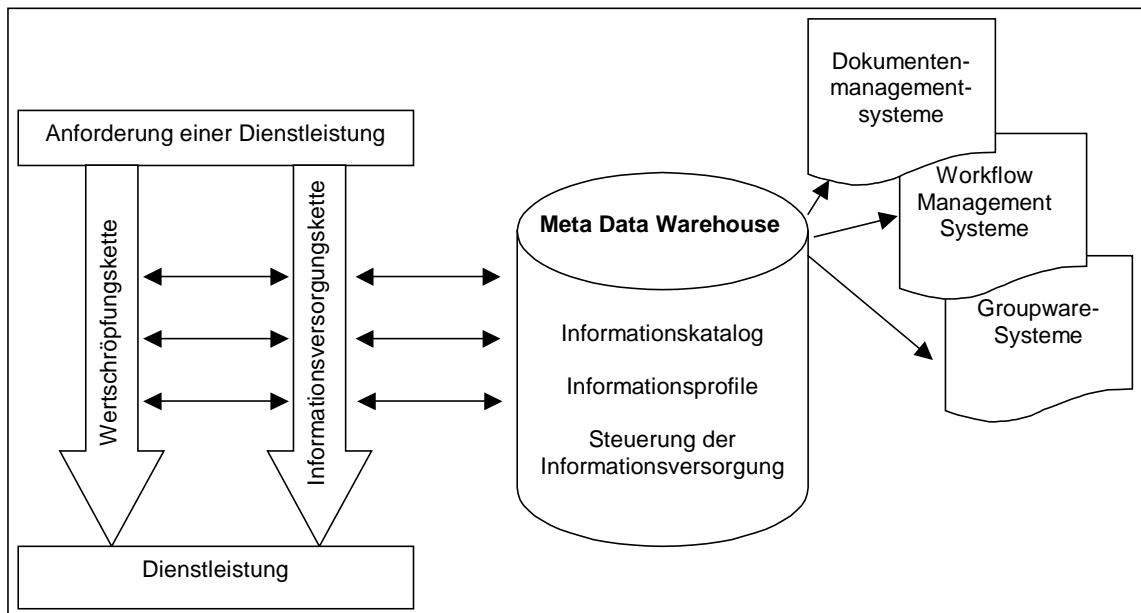 Anforderung einer Dienstleistung
Wertschröpfungskette
Informationsversorgungskette
Dienstleistung
Meta Data Warehouse
Informationskatalog
Informationsprofile
Steuerung der
Informationsversorgung
Dokumenten-
management-
systeme
Workflow
Management
Systeme
Groupware-
Systeme